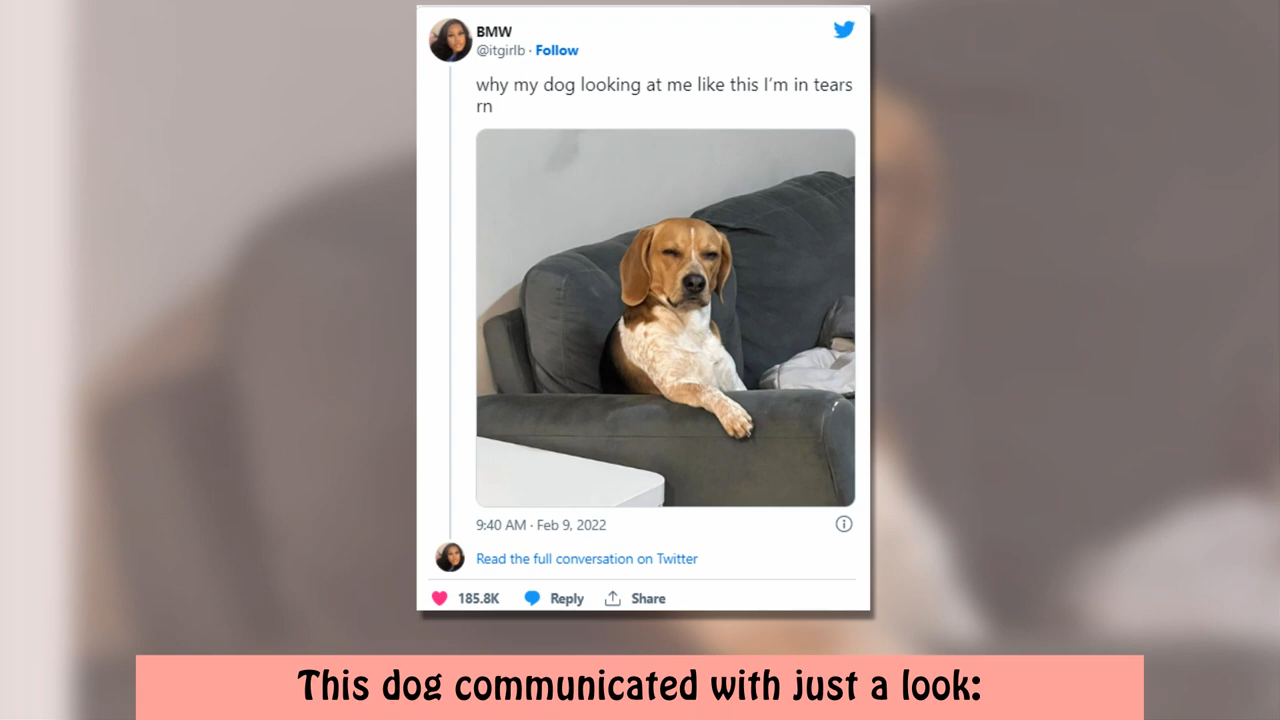 BMW
@itgirlb · Follow
why my dog looking at me like this I'm in tears
rn
9:40 AM · Feb 9, 2022
Read the full conversation on Twitter
185.8K Reply Share
This dog communicated with just a look: